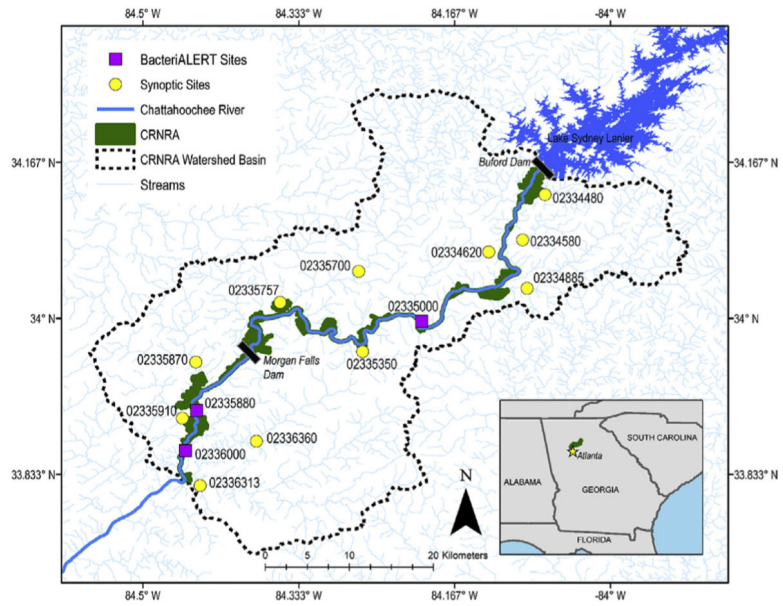 84.5° W
84.333° W
84.167° W
84° W
BacteriALERT Sites
Synoptic Sites
Chattahoochee River
CRNRA
CRNRA Watershed Basin
Streams
Lake Sydney Lanier
Buford Dam
34.167° N
34.167° N
02334480
02334580
02334620
02335700
02334885
02335757
02335000
34° N
34° N
02335350
Morgan Falls
Dam
02335870
02335880
02335910
02336360
02336000
02336313
33.833° N
33.833° N
N
0
5
10
20 Kilometers
SOUTH CAROLINA
Atlanta
ALABAMA
GEORGIA
FLORIDA
84.5° W
84.333° W
84.167° W
-84° W